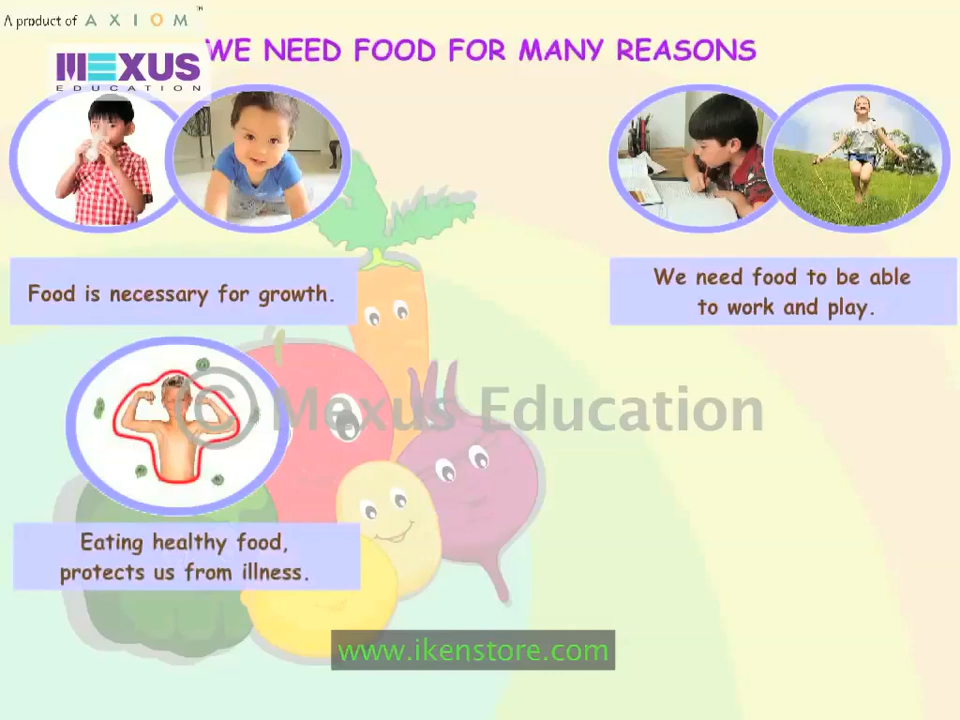 A product of AXIOM™
MEXUS
EDUCATION
WE NEED FOOD FOR MANY REASONS
Food is necessary for growth.
We need food to be able
to work and play.
© Mexus Education
Eating healthy food,
protects us from illness.
www.ikenstore.com